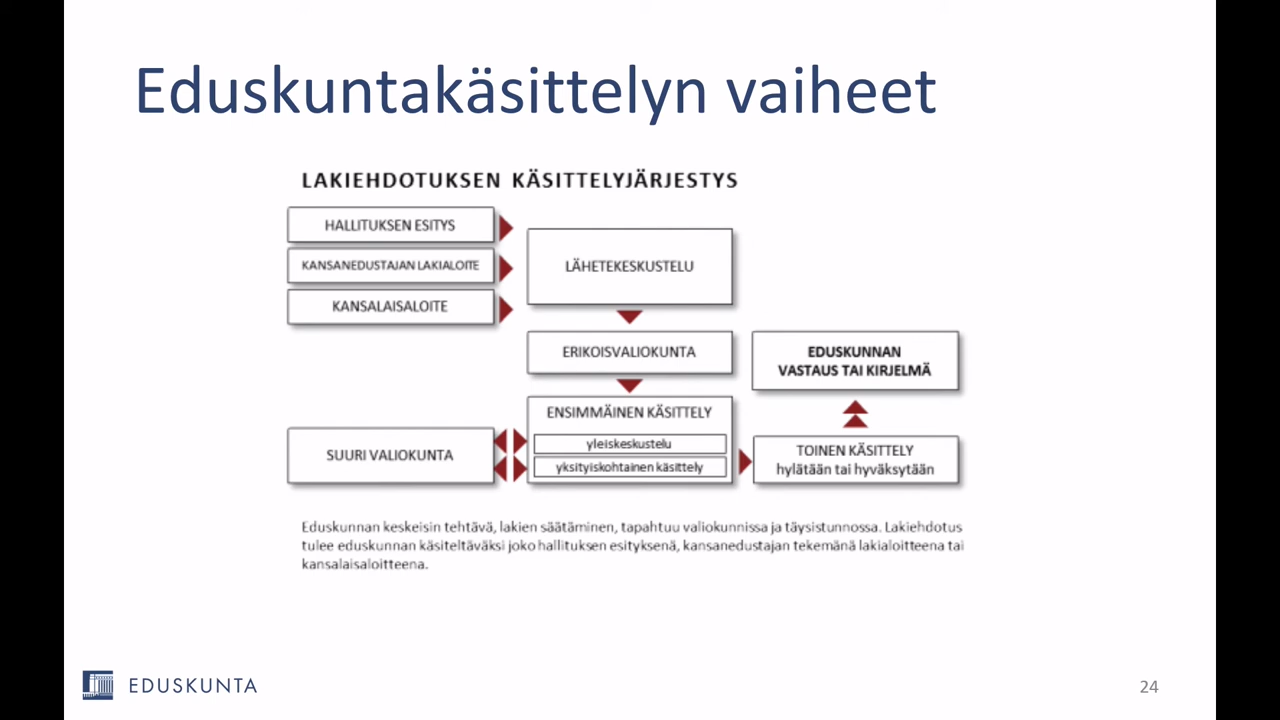 Eduskuntakäsittelyn vaiheet
LAKIEHDOTUKSEN KÄSITTELYJÄRJESTYS
HALLITUKSEN ESITYS
KANSANEDUSTAJAN LAKIALOITE
KANSALAISALOITE
LÄHETEKESKUSTELU
ERIKOISVALIOKUNTA
ENSIMMÄINEN KÄSITTELY
yleiskeskustelu
yksityiskohtainen käsittely
SUURI VALIOKUNTA
TOINEN KÄSITTELY
hylätään tai hyväksytään
EDUSKUNNAN
VASTAUS TAI KIRJELMÄ
Eduskunnan keskeisin tehtävä, lakien säätäminen, tapahtuu valiokunnissa ja täysistunnossa. Lakiehdotus
tulee eduskunnan käsiteltäväksi joko hallituksen esityksenä, kansanedustajan tekemänä lakialoitteena tai
kansalaisaloitteena.
EDUSKUNTA
24